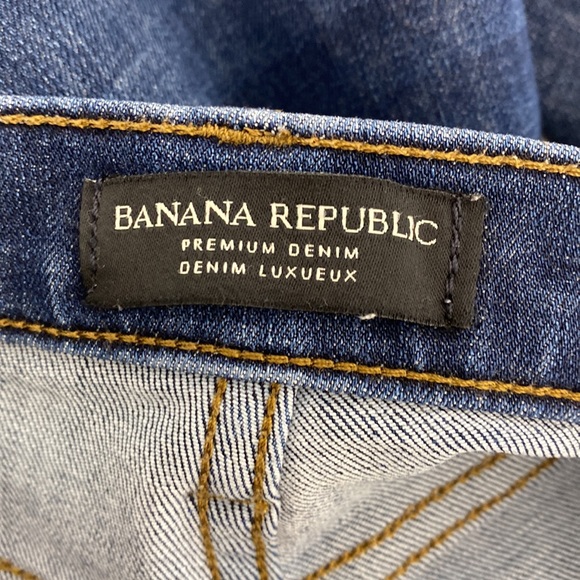 BANANA REPUBLIC
PREMIUM DENIM
DENIM LUXUEUX